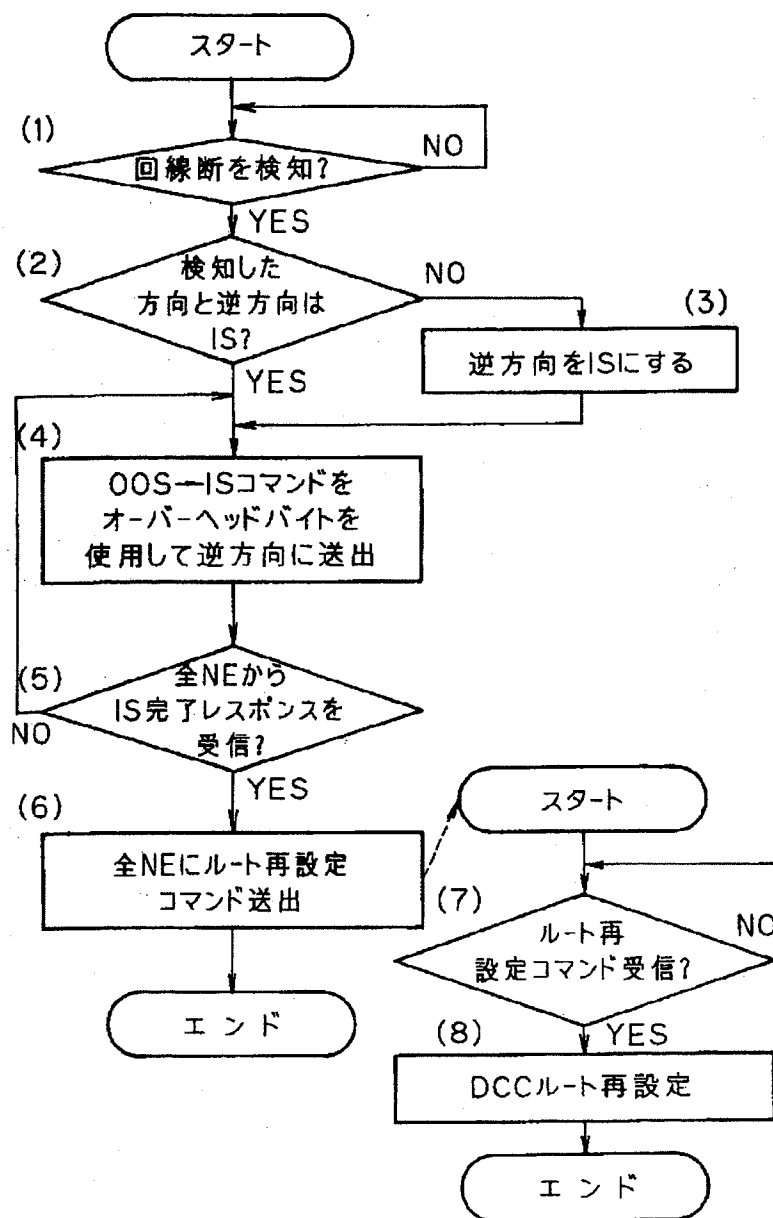 スタート
(1)
回線断を検知?
NO
YES
(2)
検知した
方向と逆方向は
IS?
NO
(3)
逆方向をISにする
YES
(4)
OOS→ISコマンドを
オーバーヘッドバイトを
使用して逆方向に送出
(5)
全NEから
IS完了レスポンスを
受信?
NO
YES
(6)
全NEにルート再設定
コマンド送出
エンド
スタート
(7)
ルート再
設定コマンド受信?
NO
YES
(8)
DCCルート再設定
エンド